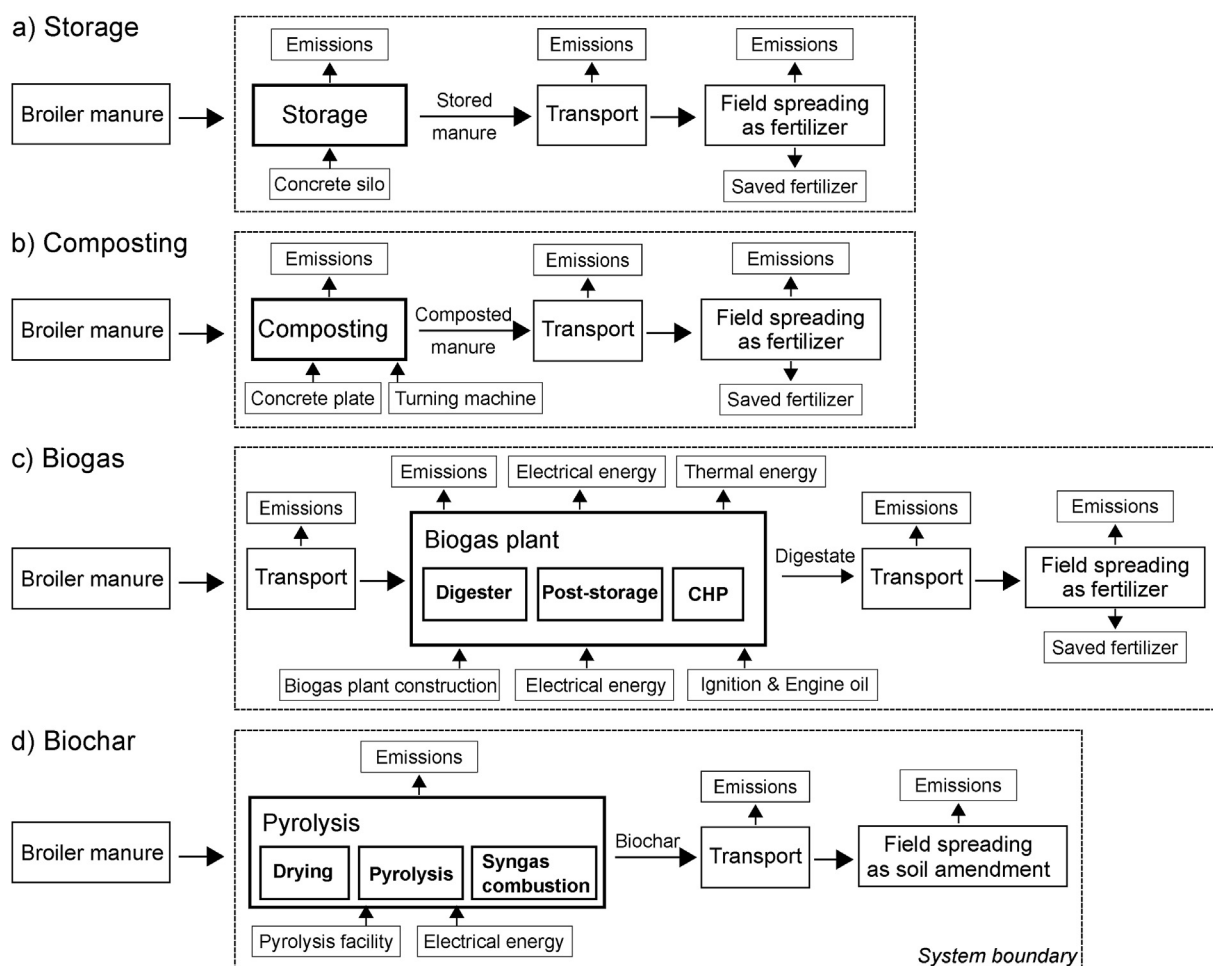 a) Storage
Emissions
Emissions
Emissions
Broiler manure
Storage
Stored
manure
Transport
Field spreading
as fertilizer
Concrete silo
Saved fertilizer
b) Composting
Emissions
Emissions
Emissions
Broiler manure
Composting
Composted
manure
Transport
Field spreading
as fertilizer
Concrete plate
Turning machine
Saved fertilizer
c) Biogas
Emissions
Electrical energy
Thermal energy
Emissions
Emissions
Emissions
Broiler manure
Transport
Biogas plant
Digester
Post-storage
CHP
Digestate
Transport
Field spreading
as fertilizer
Biogas plant construction
Electrical energy
Ignition & Engine oil
Saved fertilizer
d) Biochar
Emissions
Emissions
Emissions
Broiler manure
Pyrolysis
Drying
Pyrolysis
Syngas
combustion
Biochar
Transport
Field spreading
as soil amendment
Pyrolysis facility
Electrical energy
System boundary